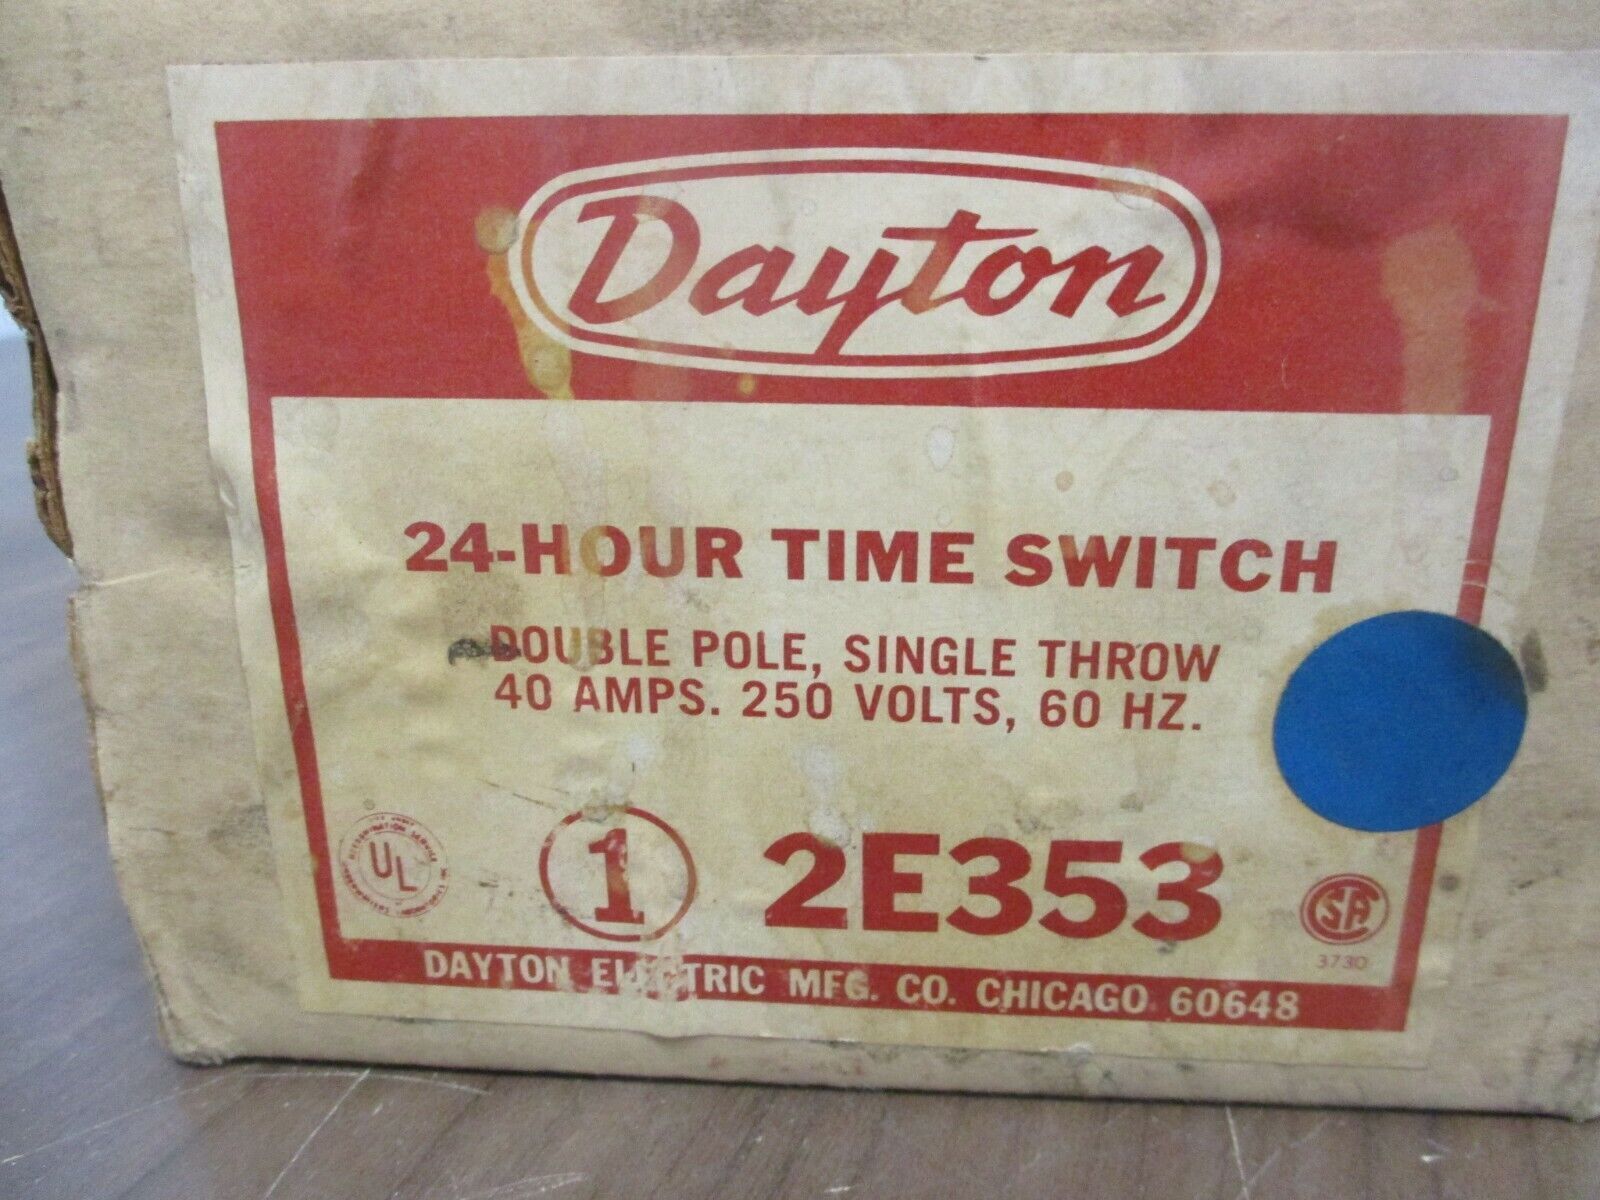 Dayton
24-HOUR TIME SWITCH
DOUBLE POLE, SINGLE THROW
40 AMPS. 250 VOLTS, 60 HZ.
UL
1 2E353
SA
3730
DAYTON ELECTRIC MFG. CO. CHICAGO 60648